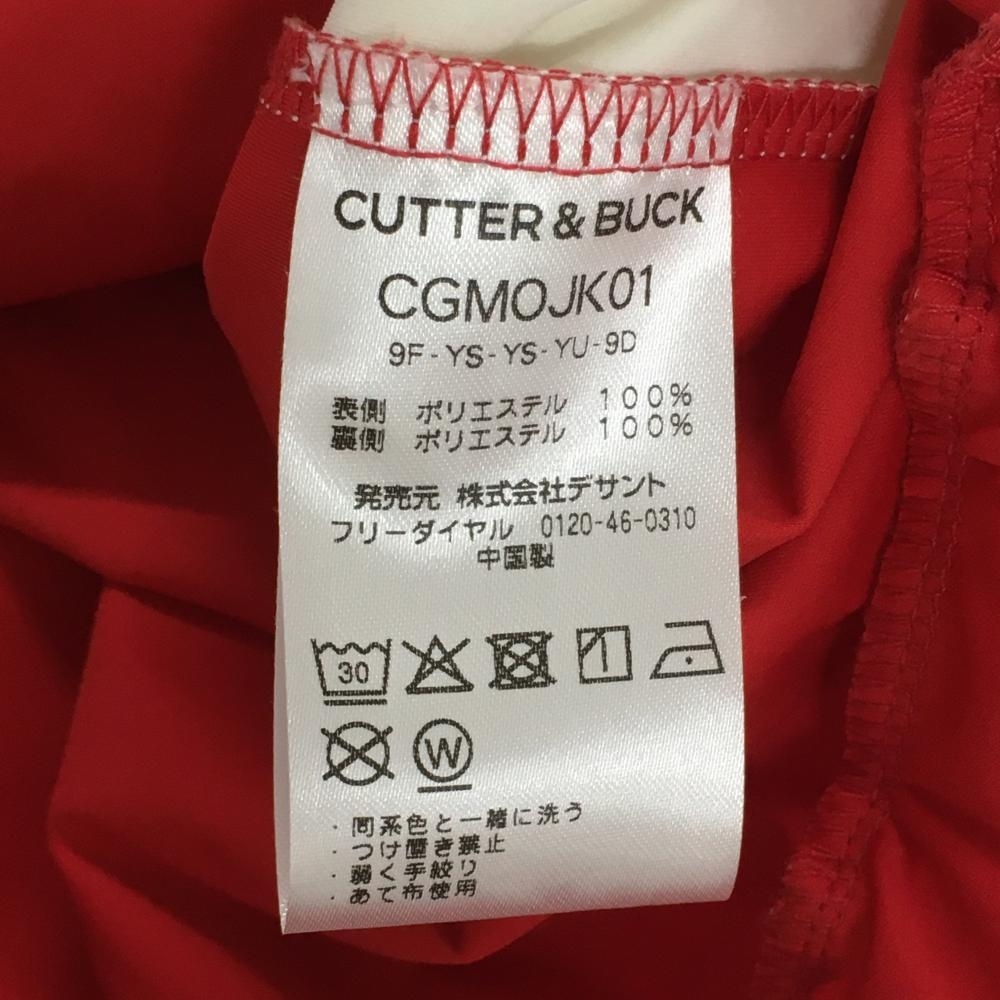 CUTTER & BUCK
CGMOJK01
9F-YS-YS-YU-9D
表側 ポリエステル 100%
裏側 ポリエステル 100%
発売元 株式会社デサント
フリーダイヤル 0120-46-0310
中国製
30
W
・同系色と一緒に洗う
・つけ置き禁止
・弱く手絞り
・あて布使用